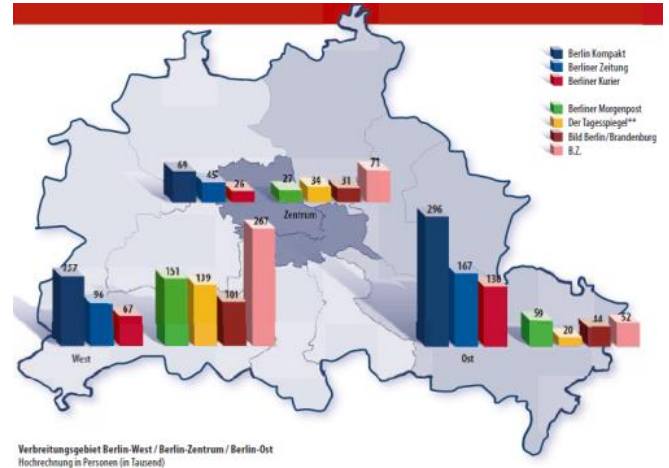 Berlin Kompakt
Berliner Zeitung
Berliner Kurier
Berliner Morgenpost
Der Tagesspiegel**
Bild Berlin/Brandenburg
B.Z.
69
45
26
27
34
31
71
Zentrum
157
96
67
151
139
101
267
West
296
167
138
59
20
44
52
Ost
Verbreitungsgebiet Berlin-West / Berlin-Zentrum / Berlin-Ost
Hochrechnung in Personen (in Tausend)